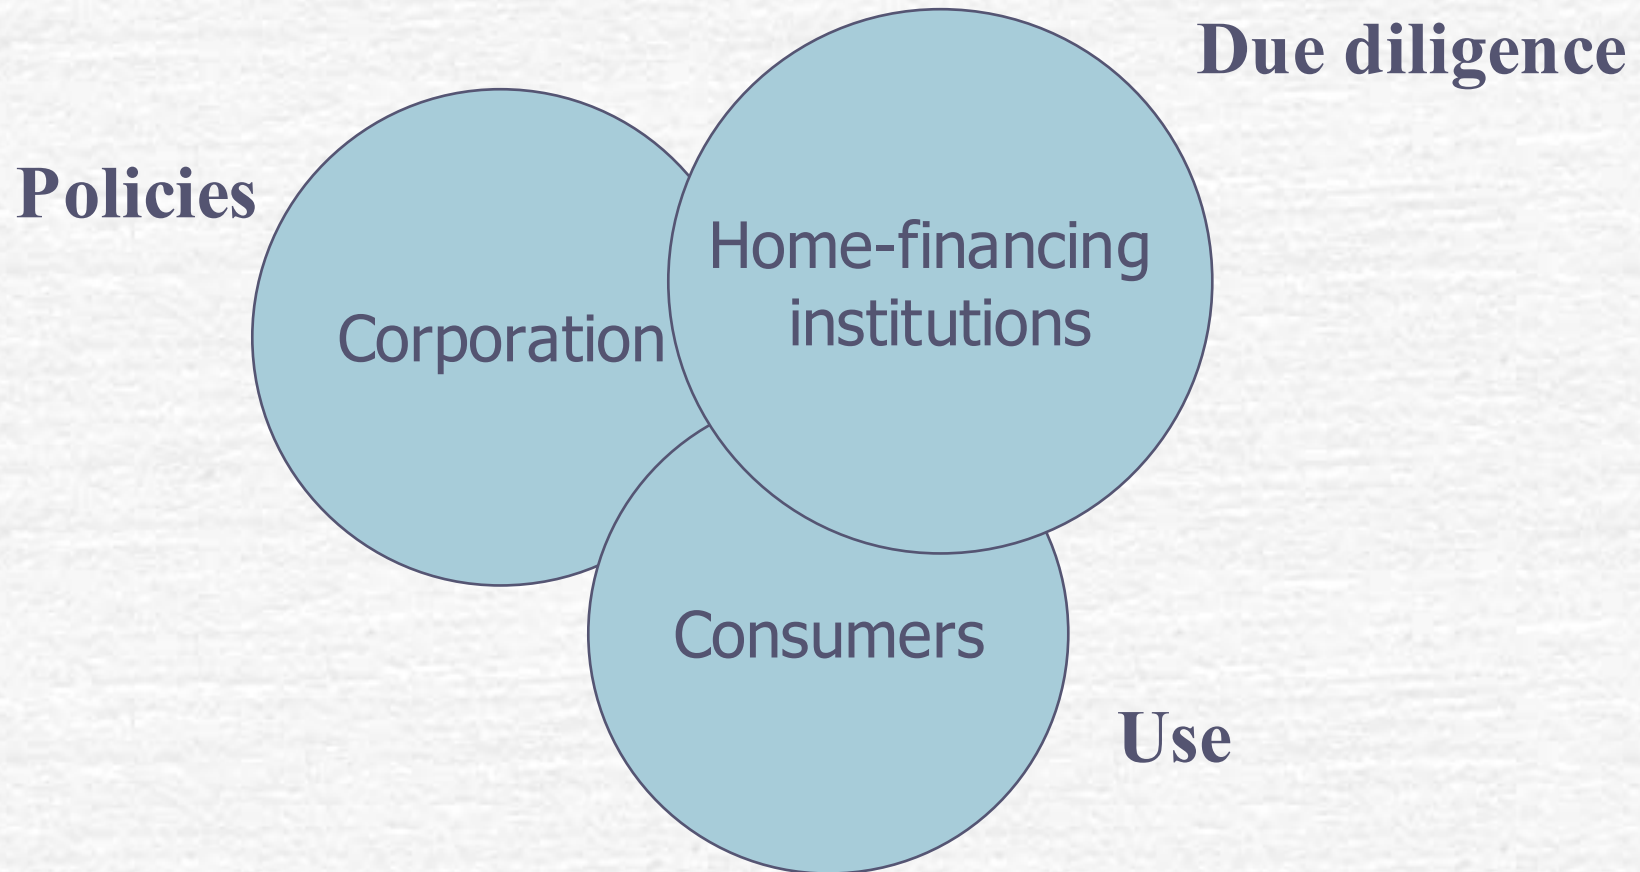 Due diligence
Policies
Home-financing
institutions
Corporation
Consumers
Use